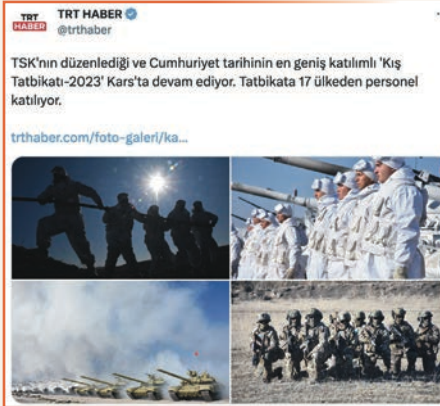 TRT
HABER
TRT HABER
@trthaber
TSK'nın düzenlediği ve Cumhuriyet tarihinin en geniş katılımlı 'Kış
Tatbikatı-2023' Kars'ta devam ediyor. Tatbikata 17 ülkeden personel
katılıyor.
trthaber.com/foto-galeri/ka...